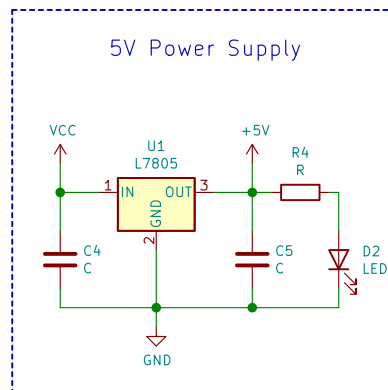 5V Power Supply
VCC
U1
L7805
+5V
R4
R
1
IN
OUT
3
GND
2
C4
C
C5
C
D2
LED
GND